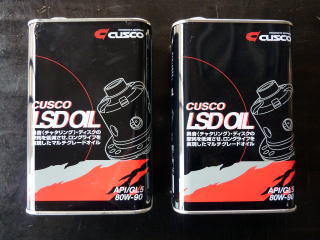 CUSCO
CUSCO
LSD OIL
異音(チャタリング)・ディスクの
摩耗を低減させ、ロングライフを
実現したマルチグレードオイル
API/GL5
80W-90
CUSCO
CUSCO
LSD OIL
異音(チャタリング)・ディスクの
摩耗を低減させ、ロングライフを
実現したマルチグレードオイル
API/GL5
80W-90